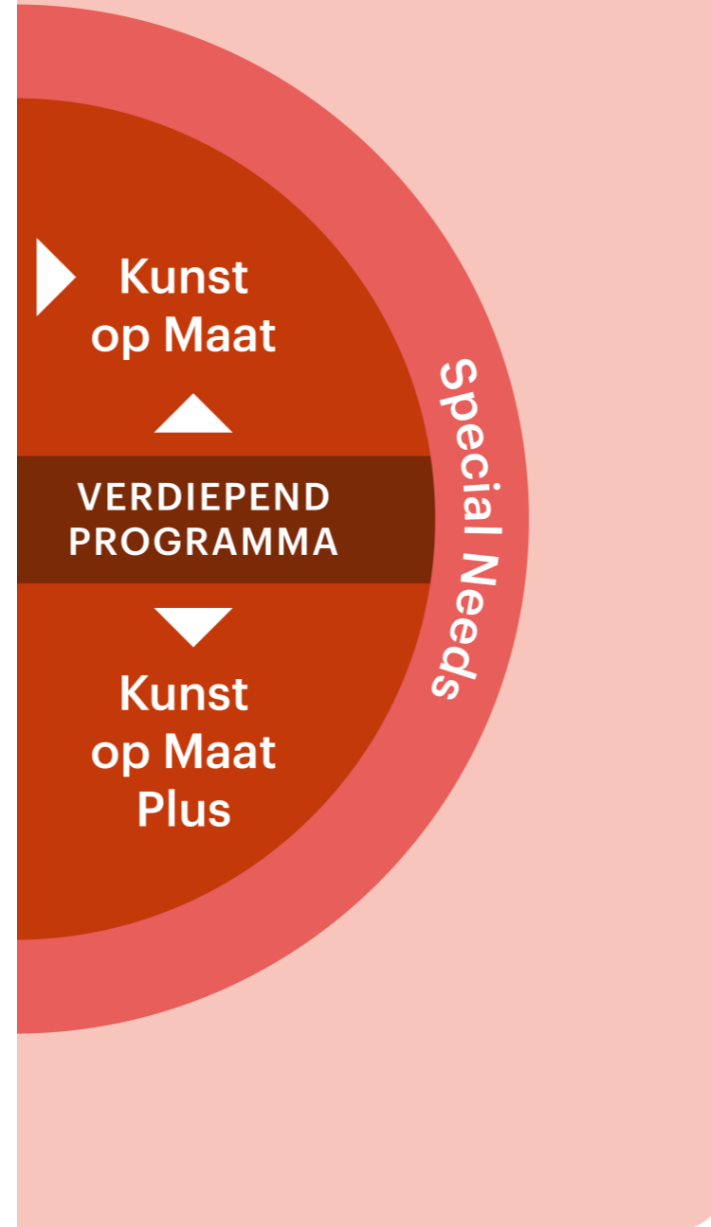 Kunst
op Maat
VERDIEPEND
PROGRAMMA
Kunst
op Maat
Plus
Special Needs